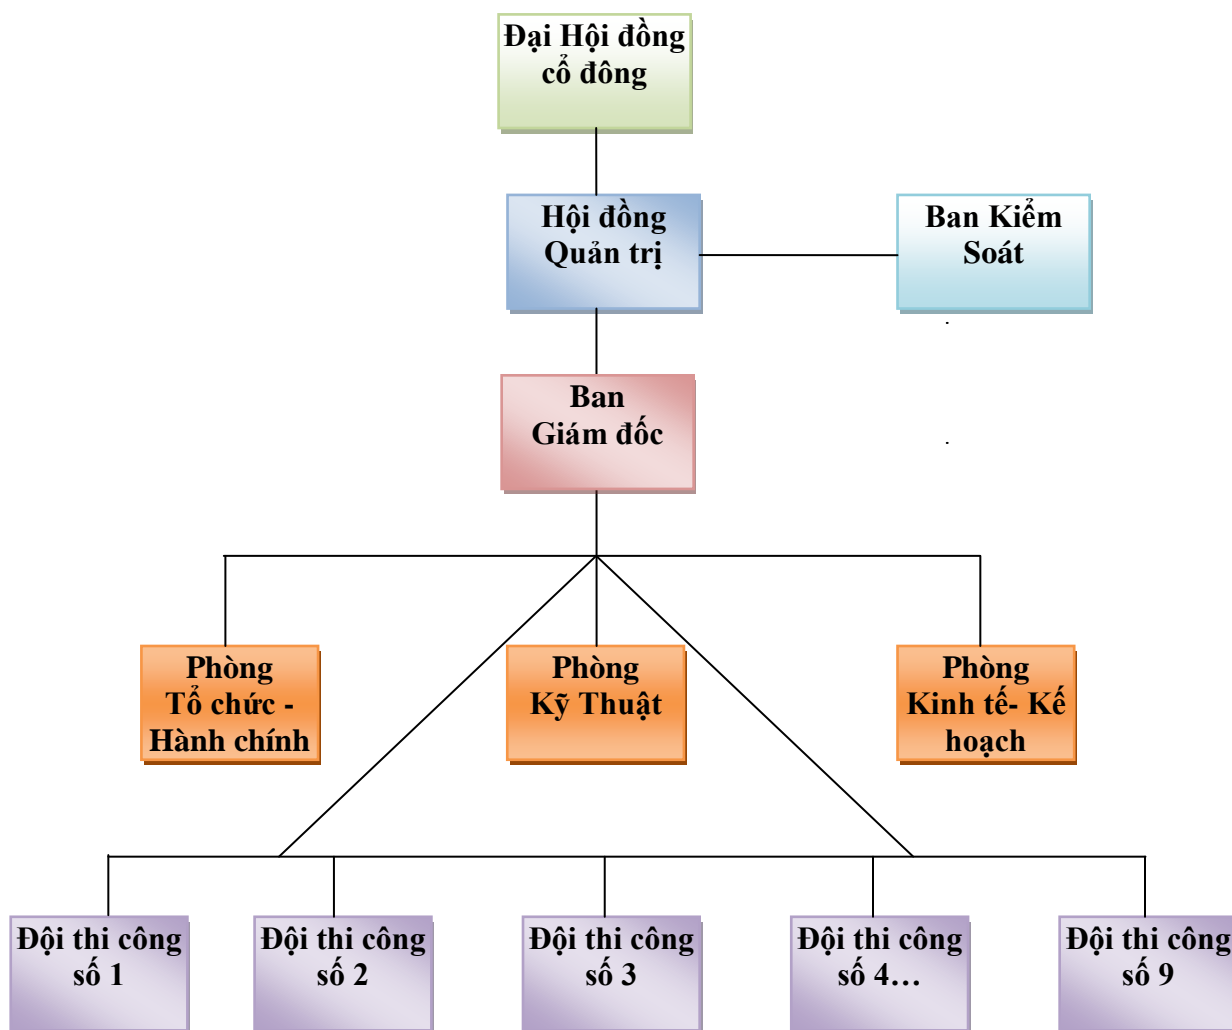 Đại Hội đồng
cổ đông
Hội đồng
Quản trị
Ban Kiểm
Soát
Ban
Giám đốc
Phòng
Tổ chức -
Hành chính
Phòng
Kỹ Thuật
Phòng
Kinh tế- Kế
hoạch
Đội thi công
số 1
Đội thi công
số 2
Đội thi công
số 3
Đội thi công
số 4…
Đội thi công
số 9